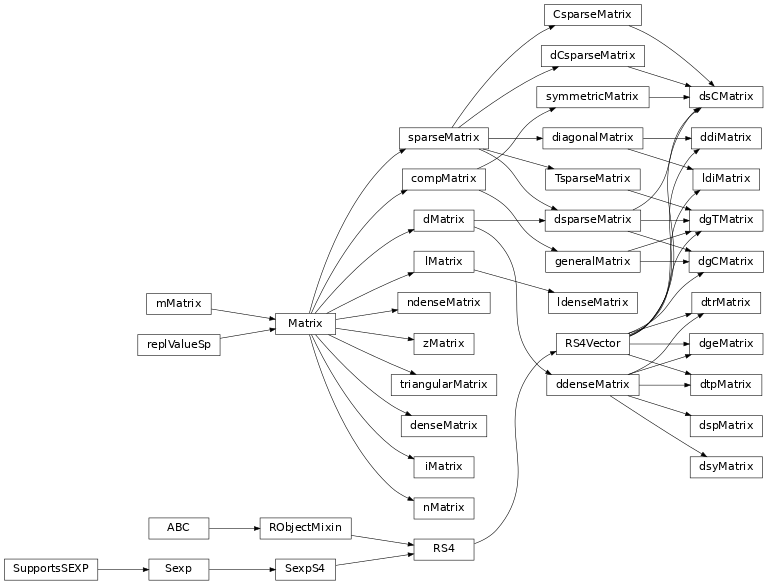 CsparseMatrix
dCsparseMatrix
symmetricMatrix
dsCMatrix
sparseMatrix
diagonalMatrix
ddiMatrix
compMatrix
TsparseMatrix
ldiMatrix
dMatrix
dsparseMatrix
dgTMatrix
lMatrix
generalMatrix
dgCMatrix
mMatrix
ndenseMatrix
ldenseMatrix
dtrMatrix
Matrix
replValueSp
zMatrix
RS4Vector
dgeMatrix
triangularMatrix
ddenseMatrix
dtpMatrix
denseMatrix
dspMatrix
iMatrix
dsyMatrix
nMatrix
ABC
RObjectMixin
RS4
SupportsSEXP
Sexp
SexpS4